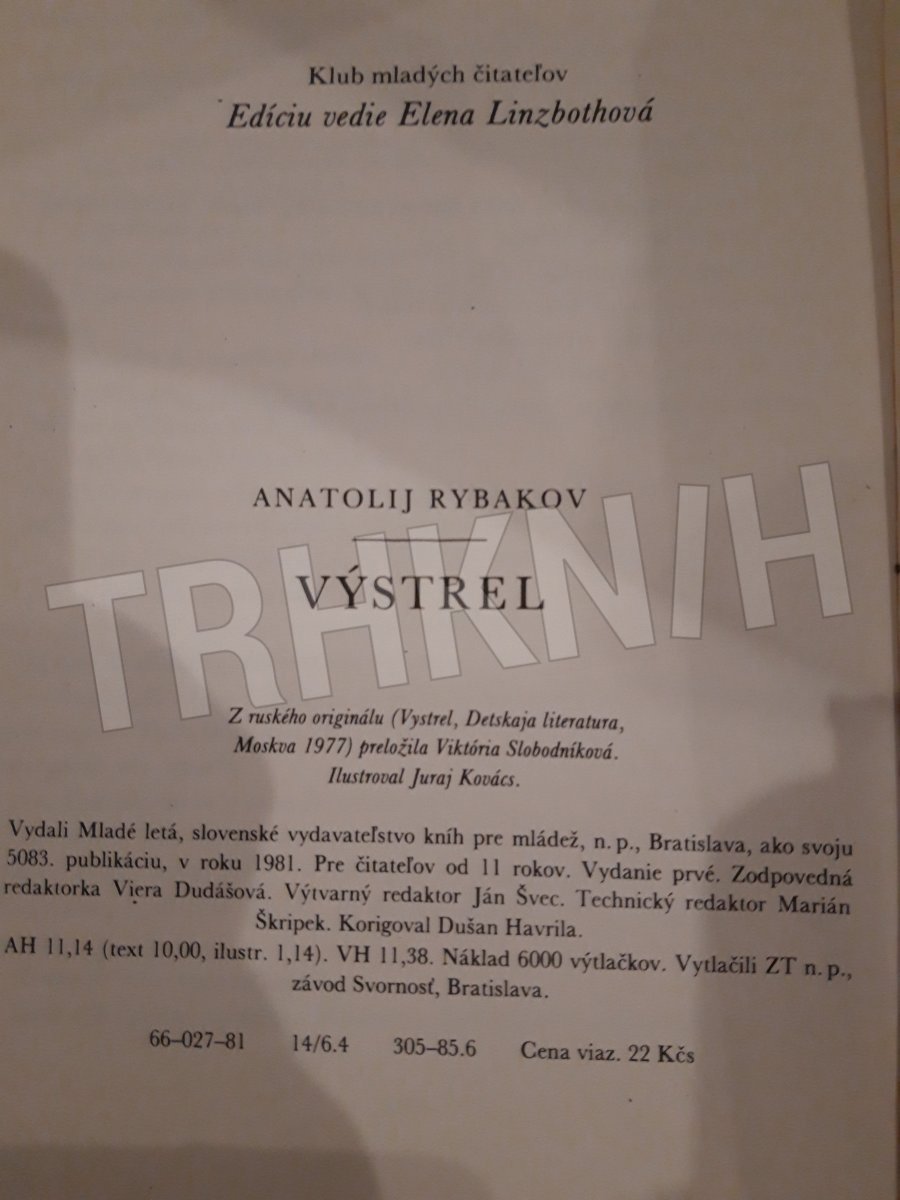 Klub mladých čitateľov
Edíciu vedie Elena Linzbothová
ANATOLIJ RYBAKOV
VÝSTREL
TRHKNIH
Z ruského originálu (Vystrel, Detskaja literatura,
Moskva 1977) preložila Viktória Slobodníková.
Ilustroval Juraj Kovács.
Vydali Mladé letá, slovenské vydavateľstvo kníh pre mládež, n. p., Bratislava, ako svoju
5083. publikáciu, v roku 1981. Pre čitateľov od 11 rokov. Vydanie prvé. Zodpovedná
redaktorka Viera Dudášová. Výtvarný redaktor Ján Švec. Technický redaktor Marián
Škripek. Korigoval Dušan Havrila.
AH 11,14 (text 10,00, ilustr. 1,14). VH 11,38. Náklad 6000 výtlačkov. Vytlačili ZT n. p.,
závod Svornosť, Bratislava.
66–027–81 14/6.4 305–85.6 Cena viaz. 22 Kčs